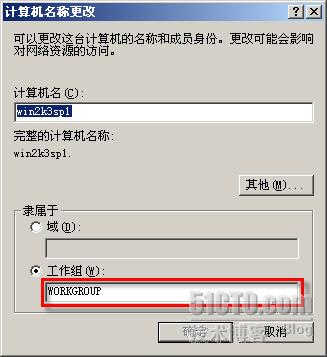 计算机名称更改
可以更改这台计算机的名称和成员身份。更改可能会影响
对网络资源的访问。
计算机名(C):
win2k3sp1
完整的计算机名称:
win2k3sp1.
其他(M)...
隶属于
域(D):
工作组(W):
WORKGROUP
51CTO.com
确定
取消
技术博客 Blog